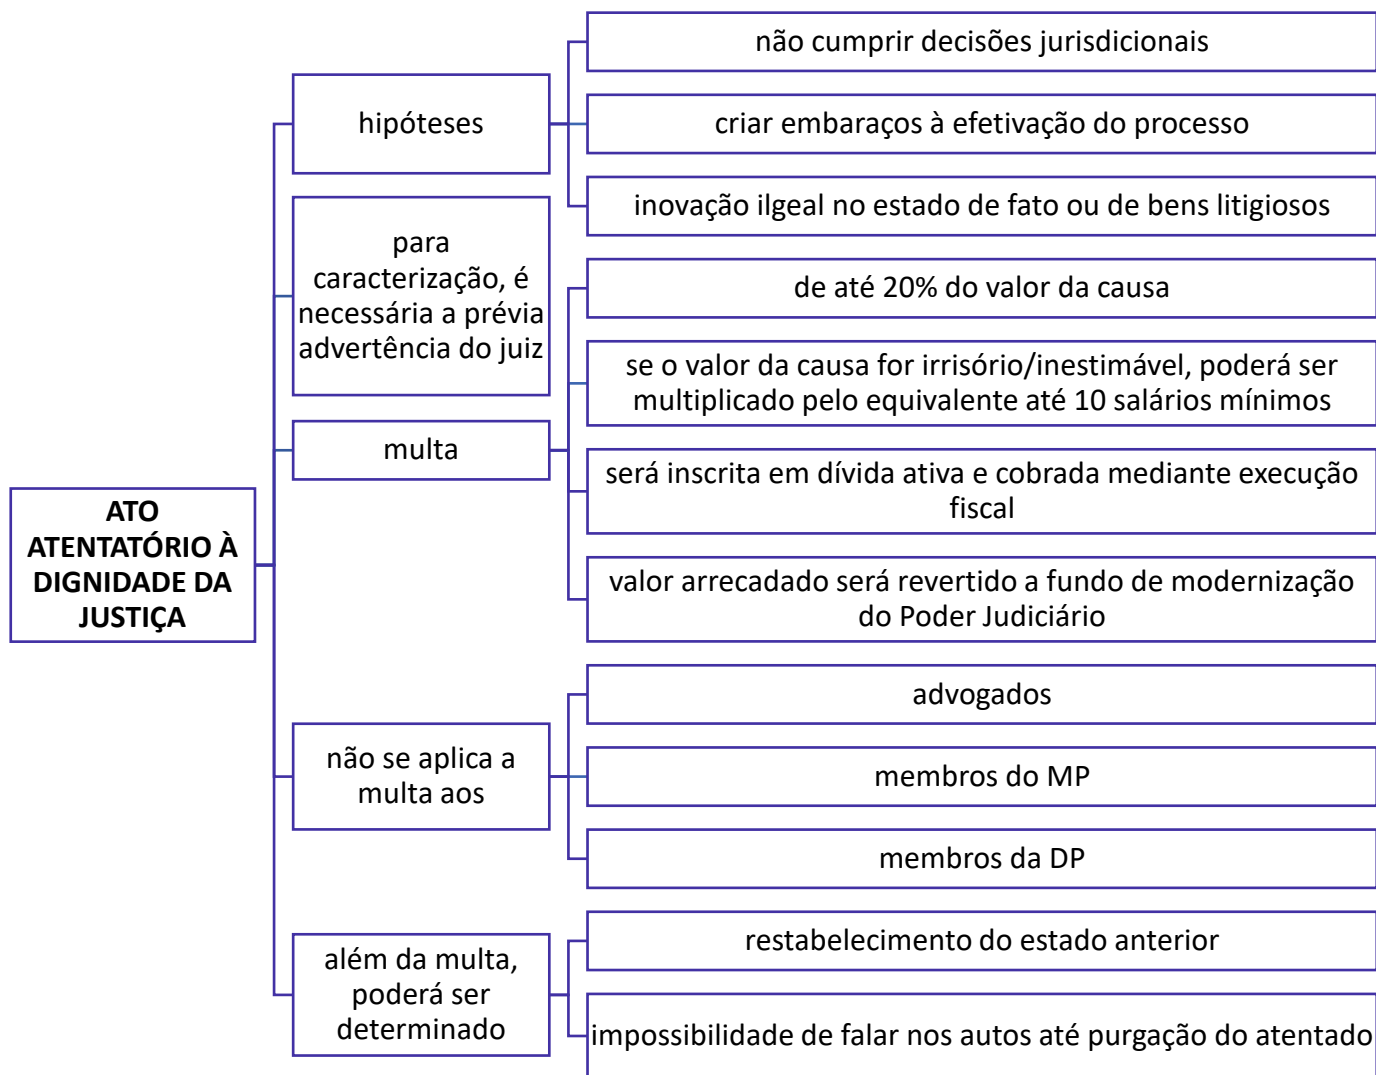 ATO
ATENTATÓRIO À
DIGNIDADE DA
JUSTIÇA
hipóteses
não cumprir decisões jurisdicionais
criar embaraços à efetivação do processo
inovação ilgeal no estado de fato ou de bens litigiosos
para
caracterização, é
necessária a prévia
advertência do juiz
multa
de até 20% do valor da causa
se o valor da causa for irrisório/inestimável, poderá ser
multiplicado pelo equivalente até 10 salários mínimos
será inscrita em dívida ativa e cobrada mediante execução
fiscal
valor arrecadado será revertido a fundo de modernização
do Poder Judiciário
não se aplica a
multa aos
advogados
membros do MP
membros da DP
além da multa,
poderá ser
determinado
restabelecimento do estado anterior
impossibilidade de falar nos autos até purgação do atentado